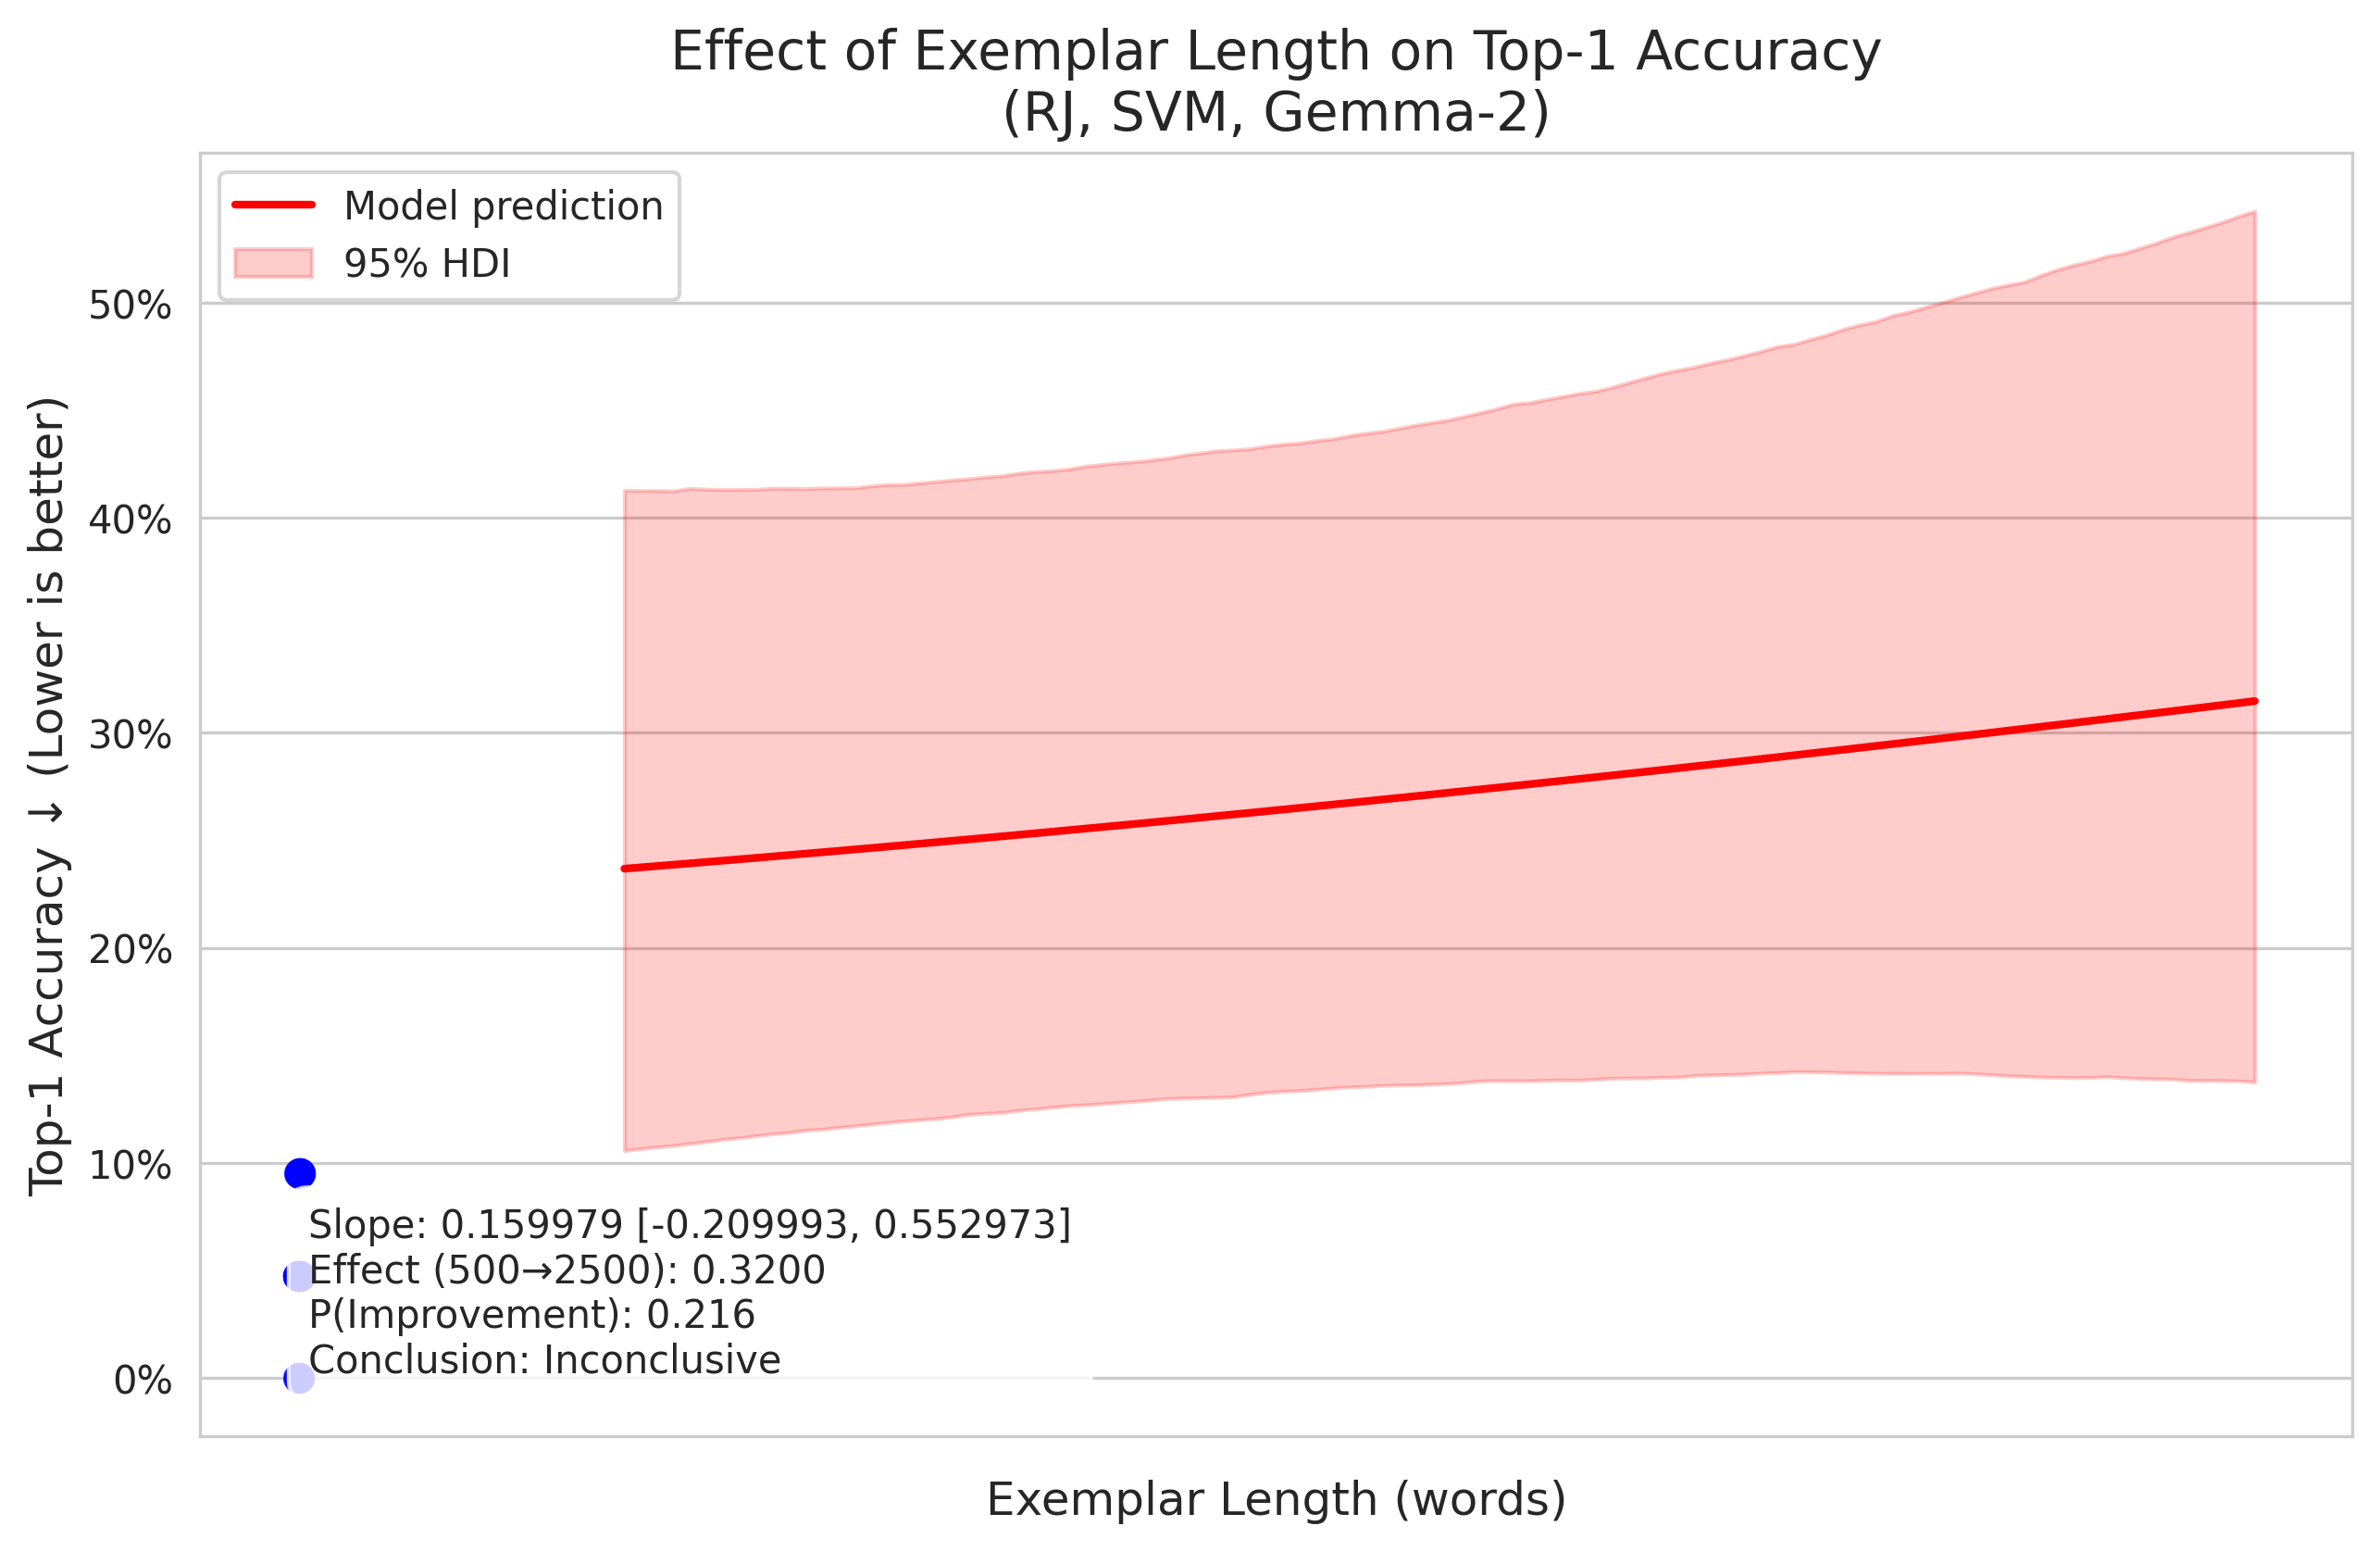 Effect of Exemplar Length on Top-1 Accuracy
(RJ, SVM, Gemma-2)
Model prediction
95% HDI
Top-1 Accuracy ↓ (Lower is better)
50%
40%
30%
20%
10%
0%
Slope: 0.159979 [-0.209993, 0.552973]
Effect (500→2500): 0.3200
P(Improvement): 0.216
Conclusion: Inconclusive
Exemplar Length (words)